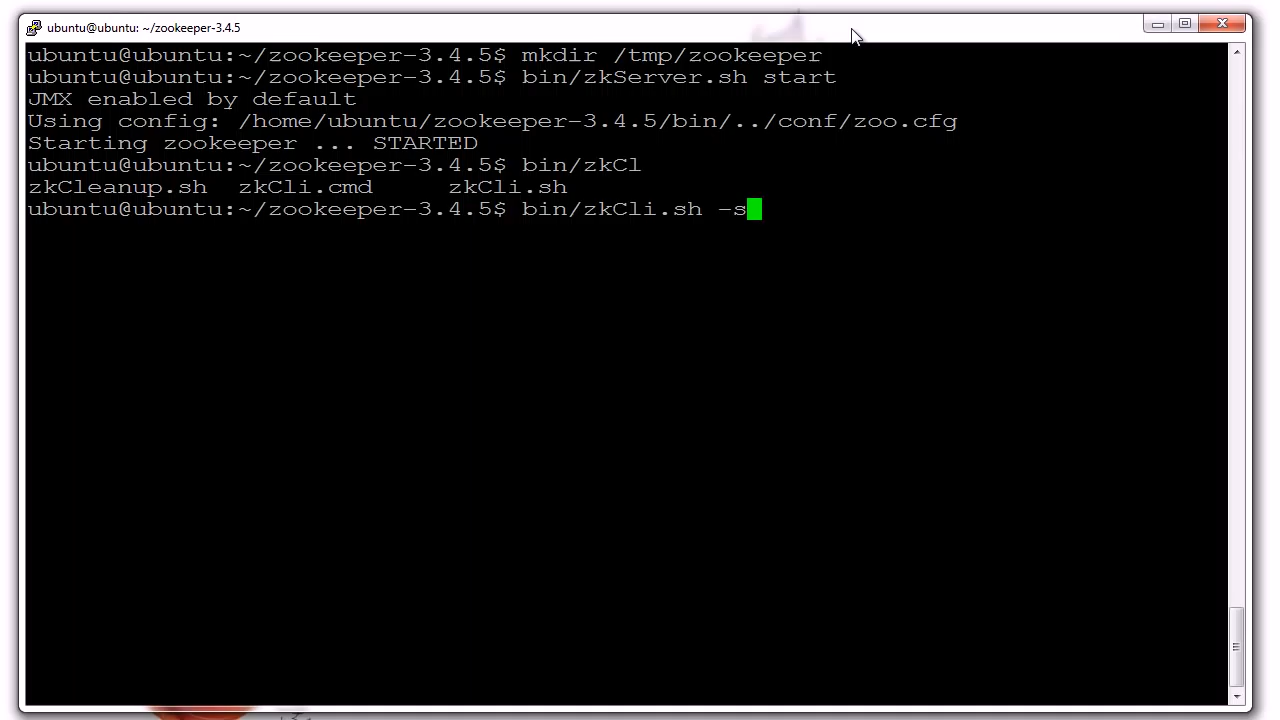 ubuntu@ubuntu: ~/zookeeper-3.4.5
ubuntu@ubuntu:~/zookeeper-3.4.5$ mkdir /tmp/zookeeper
ubuntu@ubuntu:~/zookeeper-3.4.5$ bin/zkServer.sh start
JMX enabled by default
Using config: /home/ubuntu/zookeeper-3.4.5/bin/../conf/zoo.cfg
Starting zookeeper ... STARTED
ubuntu@ubuntu:~/zookeeper-3.4.5$ bin/zkCl
zkCleanup.sh  zkCli.cmd     zkCli.sh
ubuntu@ubuntu:~/zookeeper-3.4.5$ bin/zkCli.sh -s